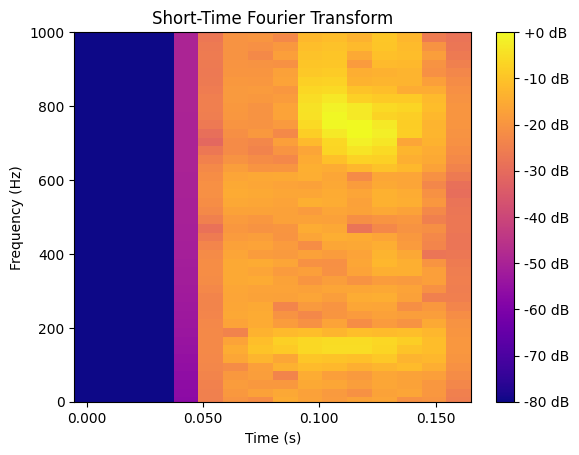 Short-Time Fourier Transform
1000
800
600
400
200
0
Frequency (Hz)
0.000
0.050
0.100
0.150
Time (s)
+0 dB
-10 dB
-20 dB
-30 dB
-40 dB
-50 dB
-60 dB
-70 dB
-80 dB